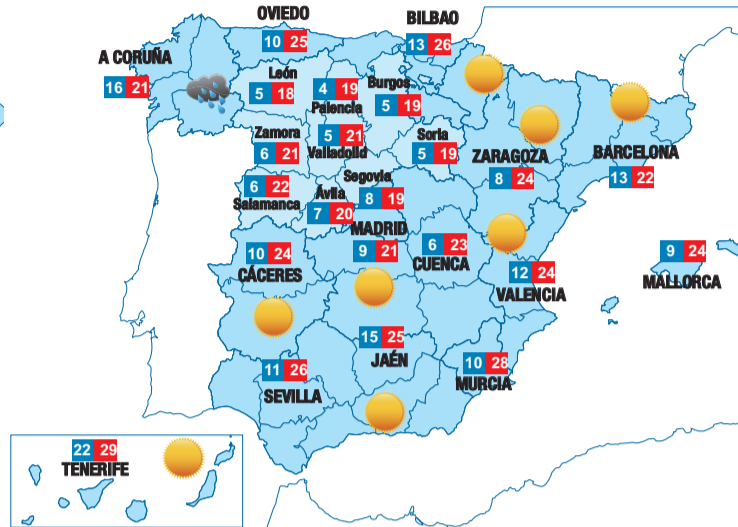 OVIEDO
10 25
BILBAO
13 26
A CORUÑA
16 21
León
5 18
4 19
Palencia
Burgos
5 19
Zamora
6 21
5 21
Valladolid
Soria
5 19
ZARAGOZA
8 24
BARCELONA
13 22
6 22
Salamanca
Ávila
7 20
Segovia
8 19
MADRID
9 21
6 23
CUENCA
10 24
CÁCERES
12 24
VALENCIA
9 24
MALLORCA
15 25
JAÉN
11 26
SEVILLA
10 28
MURCIA
22 29
TENERIFE